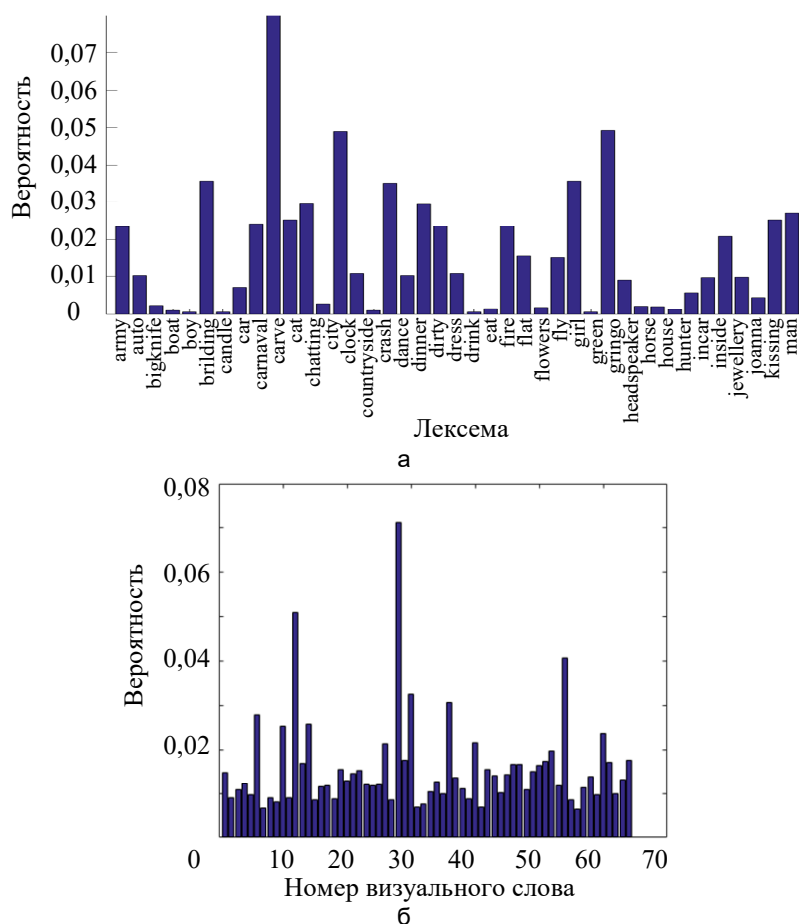 Вероятность
0,07
0,06
0,05
0,04
0,03
0,02
0,01
0
army
auto
bigknife
boat
boy
brilding
candle
car
carnaval
carve
cat
chatting
city
clock
countryside
crash
dance
dinner
dirty
dress
drink
eat
fire
flat
flowers
fly
girl
green
gringo
headspeaker
horse
house
hunter
incar
inside
jewellery
joanna
kissing
man
Лексема
а
Вероятность
0,08
0,06
0,04
0,02
0 10 20 30 40 50 60 70
Номер визуального слова
б